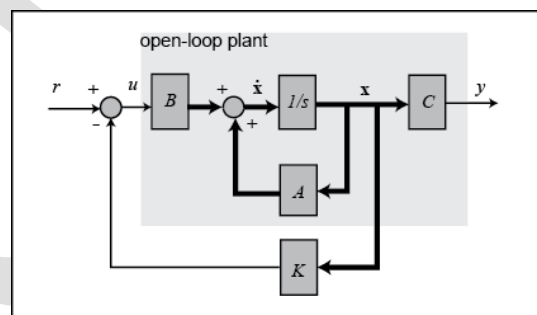 open-loop plant
r + - u B + + ẋ 1/s x C y
A
K